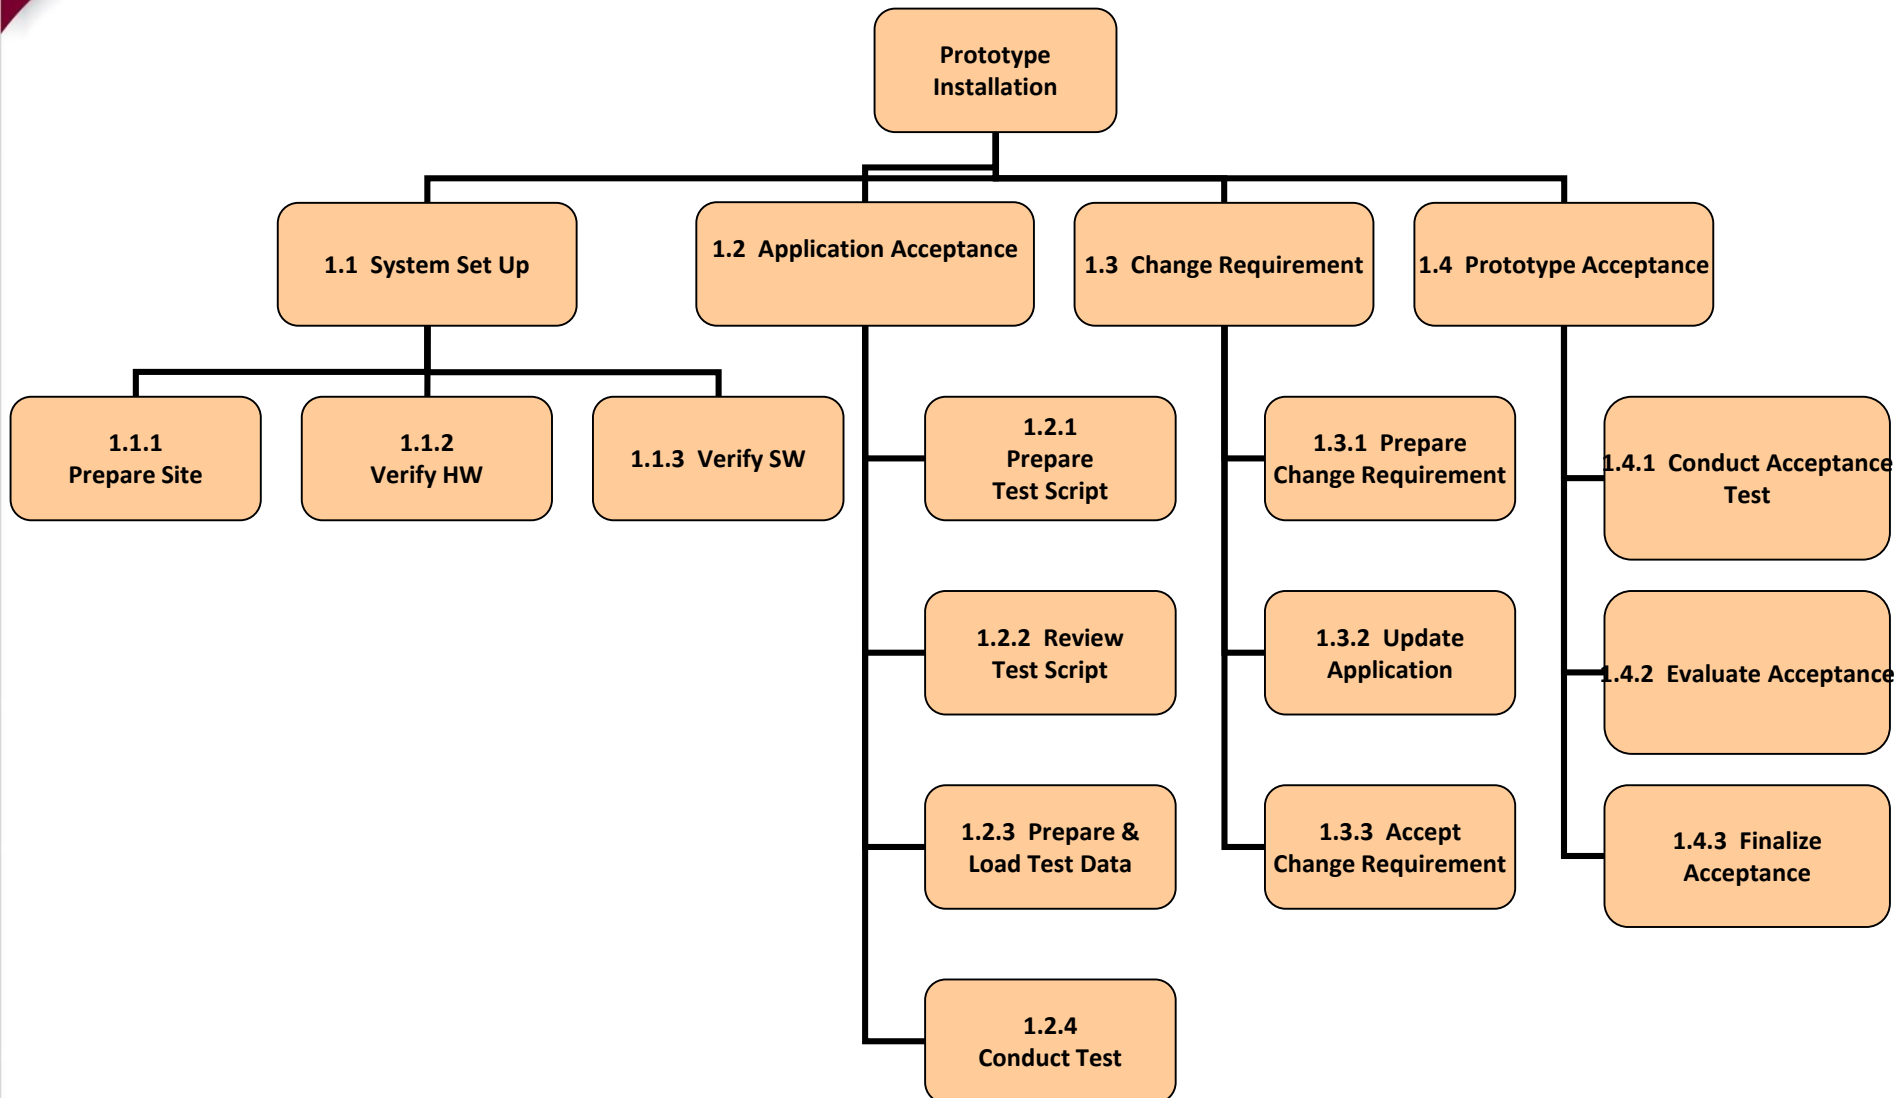 Prototype
Installation
1.1 System Set Up
1.2 Application Acceptance
1.3 Change Requirement
1.4 Prototype Acceptance
1.1.1
Prepare Site
1.1.2
Verify HW
1.1.3 Verify SW
1.2.1
Prepare
Test Script
1.3.1 Prepare
Change Requirement
1.4.1 Conduct Acceptance
Test
1.2.2 Review
Test Script
1.3.2 Update
Application
1.4.2 Evaluate Acceptance
1.2.3 Prepare &
Load Test Data
1.3.3 Accept
Change Requirement
1.4.3 Finalize
Acceptance
1.2.4
Conduct Test